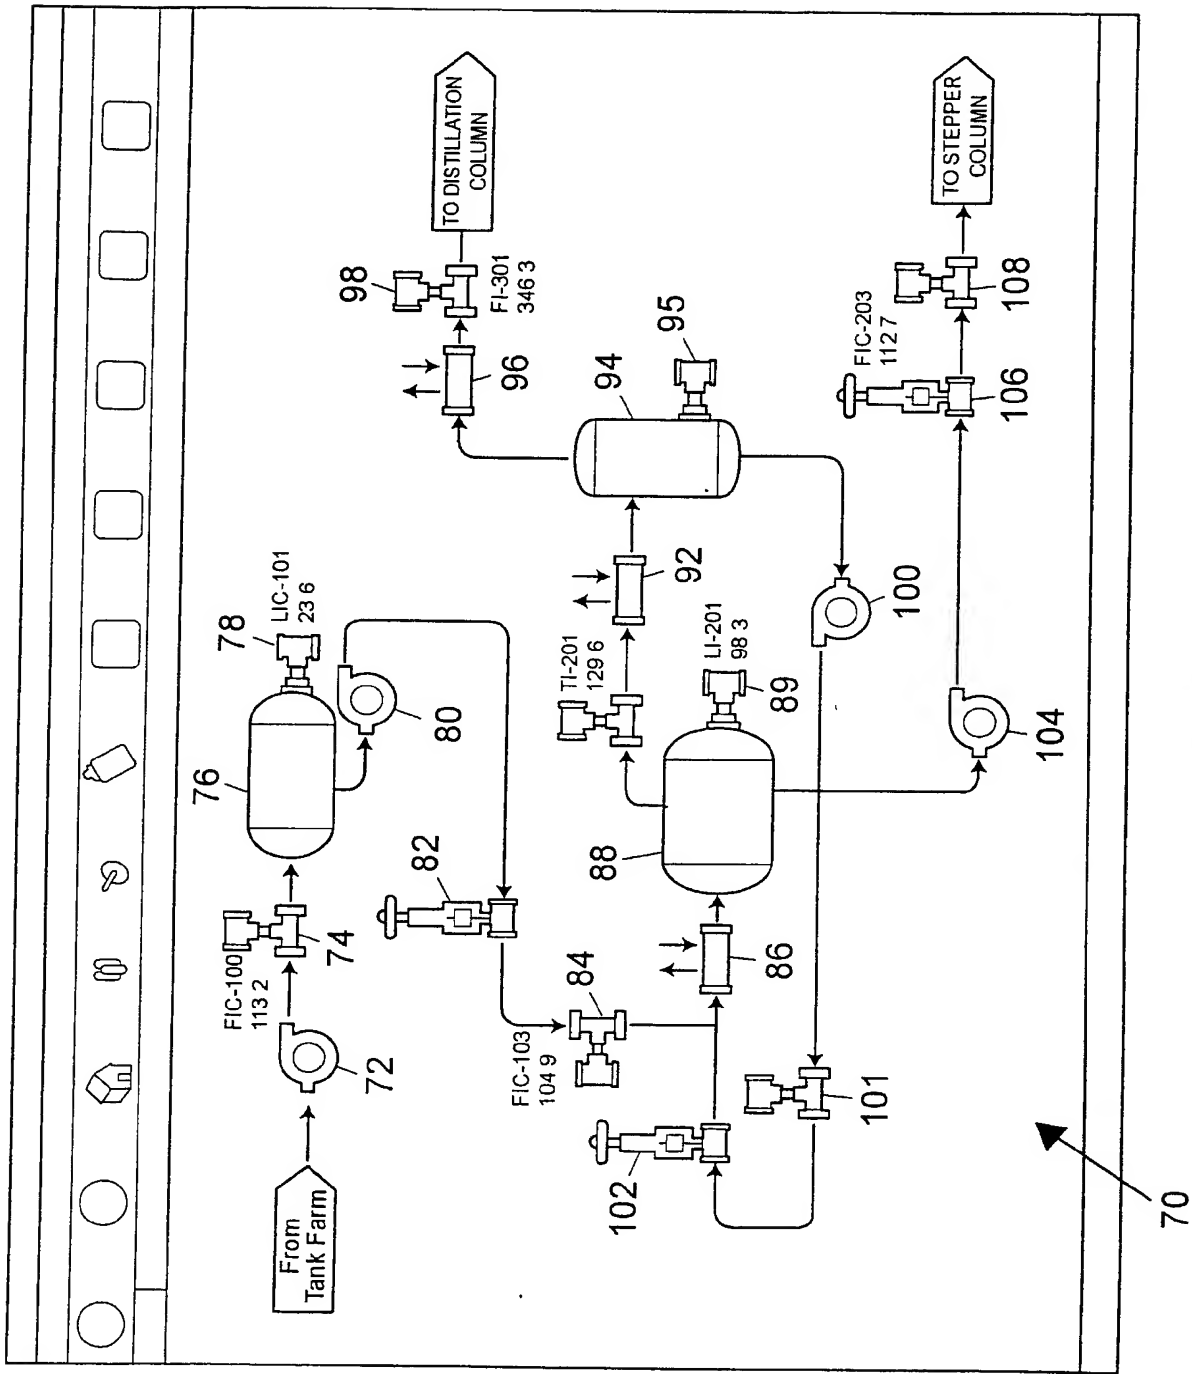 From
Tank Farm
72
FIC-100
113 2
74
76
78
LIC-101
23 6
80
82
FIC-103
104 9
84
86
88
89
LI-201
98 3
TI-201
129 6
92
94
95
96
98
FI-301
346 3
TO DISTILLATION
COLUMN
100
101
102
104
FIC-203
112 7
106
108
TO STEPPER
COLUMN
70